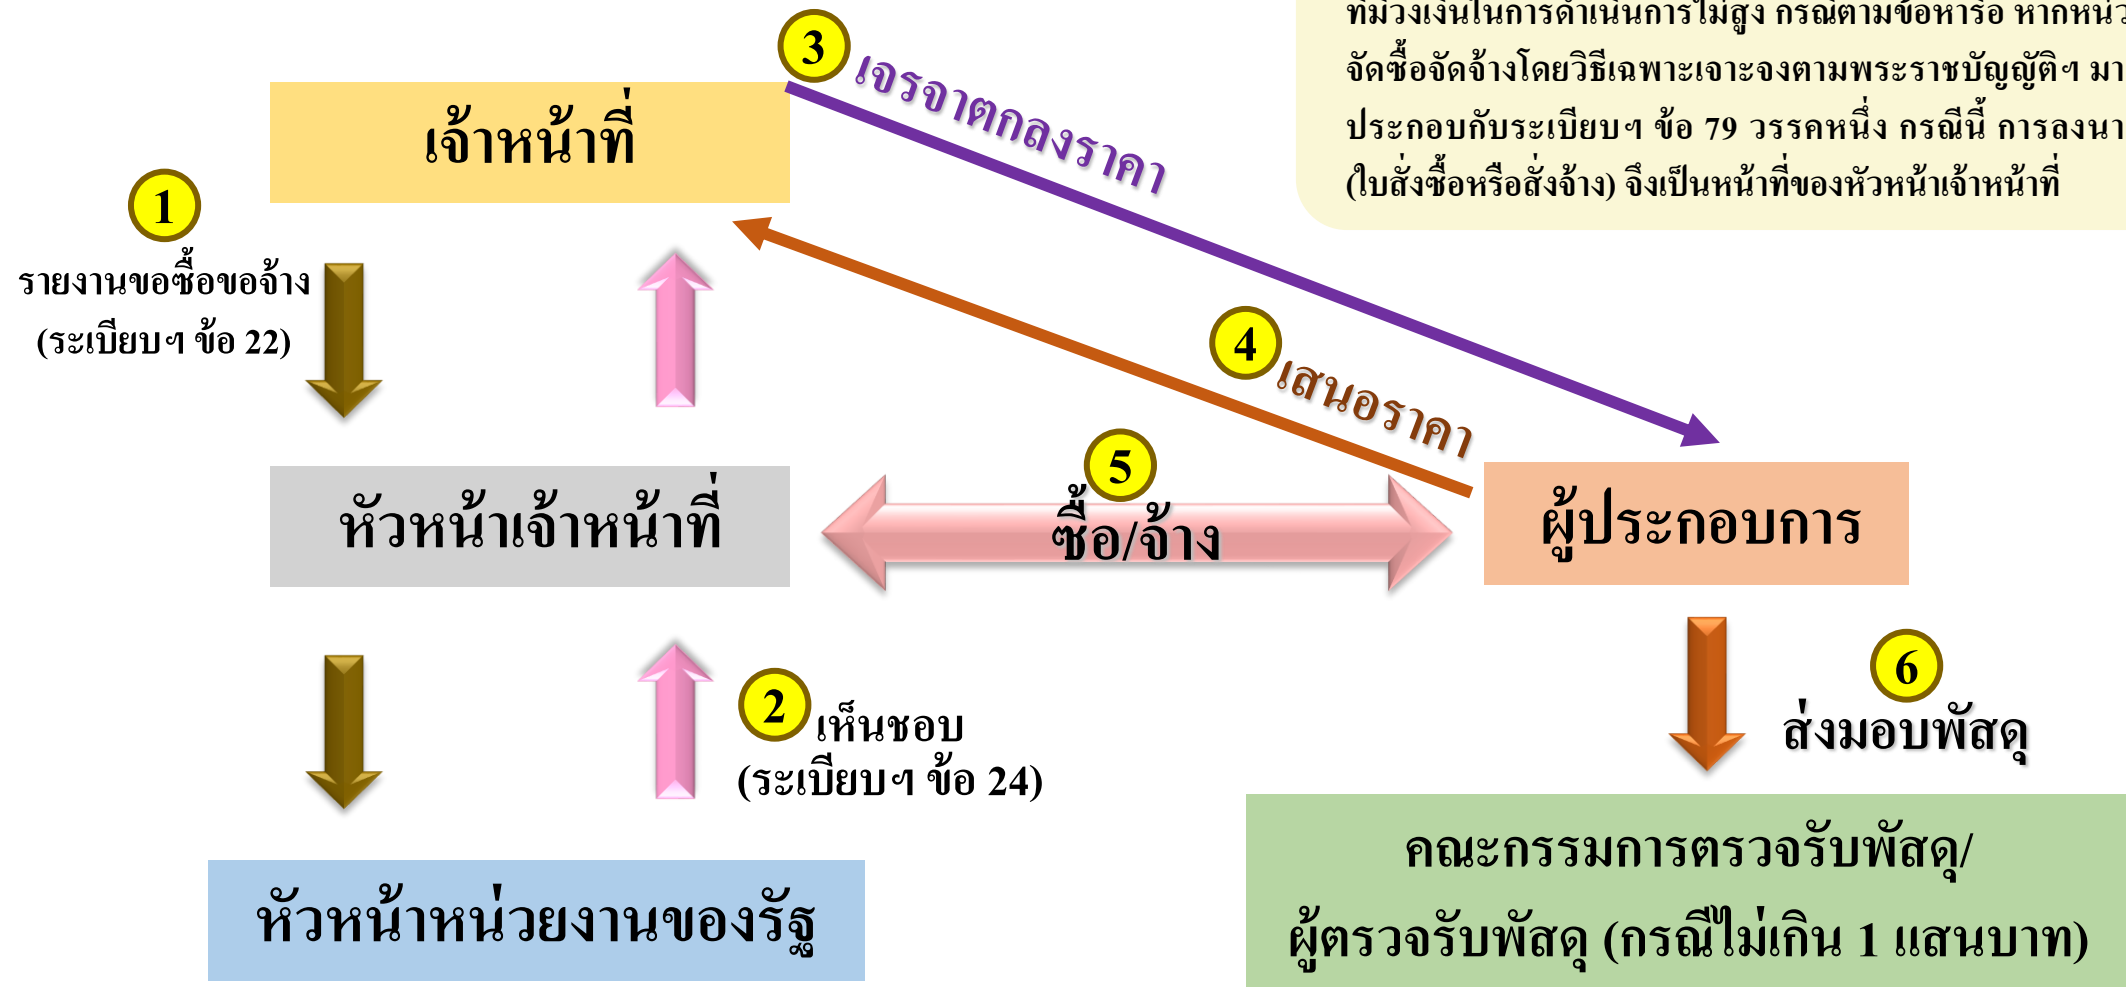 ที่มีวงเงินในการดำเนินการไม่สูง กรณีตามข้อหารือ
จัดซื้อจัดจ้างโดยวิธีเฉพาะเจาะจงตามพระราชบัญญัติฯ
ประกอบกับระเบียบฯ ข้อ 79 วรรคหนึ่ง กรณีนี้
(ใบสั่งซื้อหรือสั่งจ้าง) จึงเป็นหน้าที่ของหัวหน้าเจ้าหน้าที่
3
เจรจาตกลงราคา
เจ้าหน้าที่
1
รายงานขอซื้อขอจ้าง
(ระเบียบฯ ข้อ 22)
4
เสนอราคา
5
ซื้อ/จ้าง
หัวหน้าเจ้าหน้าที่
ผู้ประกอบการ
2
เห็นชอบ
(ระเบียบฯ ข้อ 24)
6
ส่งมอบพัสดุ
หัวหน้าหน่วยงานของรัฐ
คณะกรรมการตรวจรับพัสดุ/
ผู้ตรวจรับพัสดุ (กรณีไม่เกิน 1 แสนบาท)